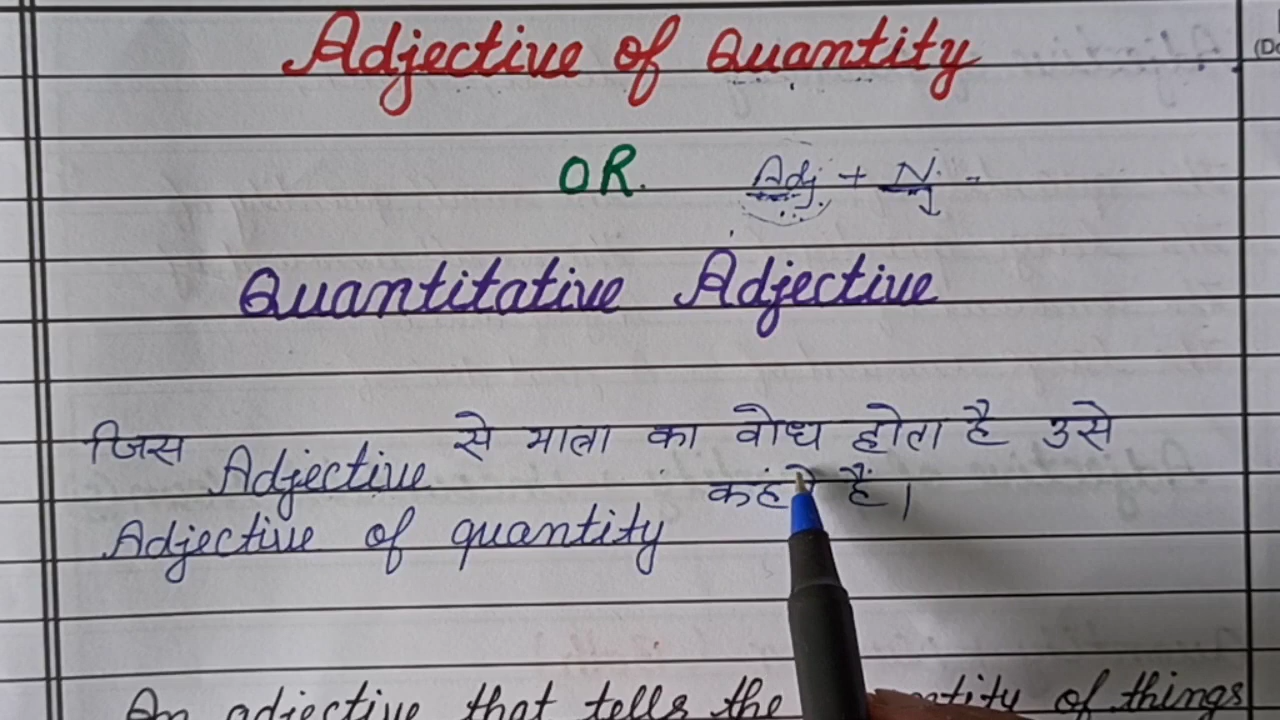 Adjective of Quantity
OR.
Adj + N
Quantitative Adjective
जिस Adjective से मात्रा का वोध होता है उसे
Adjective of quantity कहते हैं।
An adjective that tells the of things